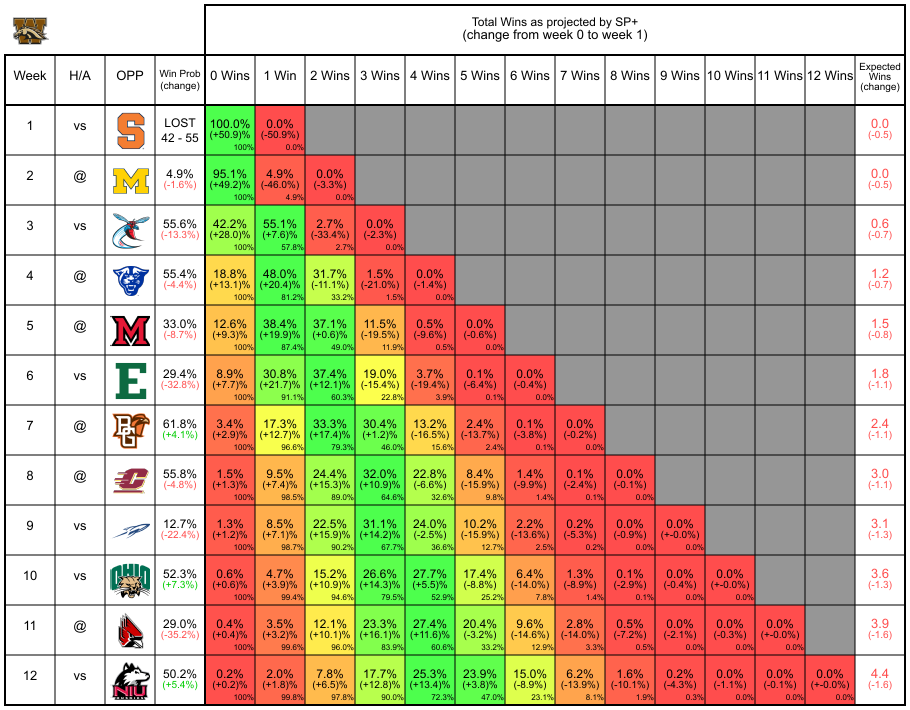 W
Total Wins as projected by SP+
(change from week 0 to week 1)
Week H/A OPP Win Prob (change) 0 Wins 1 Win 2 Wins 3 Wins 4 Wins 5 Wins 6 Wins 7 Wins 8 Wins 9 Wins 10 Wins 11 Wins 12 Wins Expected Wins (change)
1 vs S LOST 100.0% 0.0% 0.0
42 - 55 (+50.9)% (-50.9%) (-0.5)
100% 0.0%
2 @ M 4.9% 95.1% 4.9% 0.0% 0.0
(-1.6%) (+49.2)% (-46.0%) (-3.3%) (-0.5)
100% 4.9% 0.0%
3 vs 55.6% 42.2% 55.1% 2.7% 0.0% 0.6
(-13.3%) (+28.0)% (+7.6)% (-33.4%) (-2.3%) (-0.7)
100% 57.8% 2.7% 0.0%
4 @ 55.4% 18.8% 48.0% 31.7% 1.5% 0.0% 1.2
(-4.4%) (+13.1)% (+20.4)% (-11.1%) (-21.0%) (-1.4%) (-0.7)
100% 81.2% 33.2% 1.5% 0.0%
5 @ M 33.0% 12.6% 38.4% 37.1% 11.5% 0.5% 0.0% 1.5
(-8.7%) (+9.3)% (+19.9)% (+0.6)% (-19.5%) (-9.6%) (-0.6%) (-0.8)
100% 87.4% 49.0% 11.9% 0.5% 0.0%
6 vs E 29.4% 8.9% 30.8% 37.4% 19.0% 3.7% 0.1% 0.0% 1.8
(-32.8%) (+7.7)% (+21.7)% (+12.1)% (-15.4%) (-19.4%) (-6.4%) (-0.4%) (-1.1)
100% 91.1% 60.3% 22.8% 3.9% 0.1% 0.0%
7 @ BG 61.8% 3.4% 17.3% 33.3% 30.4% 13.2% 2.4% 0.1% 0.0% 2.4
(+4.1%) (+2.9)% (+12.7)% (+17.4)% (+1.2)% (-16.5%) (-13.7%) (-3.8%) (-0.2%) (-1.1)
100% 96.6% 79.3% 46.0% 15.6% 2.4% 0.1% 0.0%
8 @ C 55.8% 1.5% 9.5% 24.4% 32.0% 22.8% 8.4% 1.4% 0.1% 0.0% 3.0
(-4.8%) (+1.3)% (+7.4)% (+15.3)% (+10.9)% (-6.6%) (-15.9%) (-9.9%) (-2.4%) (-0.1%) (-1.1)
100% 98.5% 89.0% 64.6% 32.6% 9.8% 1.4% 0.1% 0.0%
9 vs 12.7% 1.3% 8.5% 22.5% 31.1% 24.0% 10.2% 2.2% 0.2% 0.0% 0.0% 3.1
(-22.4%) (+1.2)% (+7.1)% (+15.9)% (+14.2)% (-2.5%) (-15.9%) (-13.6%) (-5.3%) (-0.9%) (+-0.0%) (-1.3)
100% 98.7% 90.2% 67.7% 36.6% 12.7% 2.5% 0.2% 0.0% 0.0%
10 vs OHIO 52.3% 0.6% 4.7% 15.2% 26.6% 27.7% 17.4% 6.4% 1.3% 0.1% 0.0% 0.0% 3.6
(+7.3%) (+0.6)% (+3.9)% (+10.9)% (+14.3)% (+5.5)% (-8.8%) (-14.0%) (-8.9%) (-2.9%) (-0.4%) (+-0.0%) (-1.3)
100% 99.4% 94.6% 79.5% 52.9% 25.2% 7.8% 1.4% 0.1% 0.0% 0.0%
11 @ 29.0% 0.4% 3.5% 12.1% 23.3% 27.4% 20.4% 9.6% 2.8% 0.5% 0.0% 0.0% 0.0% 3.9
(-35.2%) (+0.4)% (+3.2)% (+10.1)% (+16.1)% (+11.6)% (-3.2%) (-14.6%) (-14.0%) (-7.2%) (-2.1%) (-0.3%) (+-0.0%) (-1.6)
100% 99.6% 96.0% 83.9% 60.6% 33.2% 12.9% 3.3% 0.5% 0.0% 0.0% 0.0%
12 vs NIU 50.2% 0.2% 2.0% 7.8% 17.7% 25.3% 23.9% 15.0% 6.2% 1.6% 0.2% 0.0% 0.0% 0.0% 4.4
(+5.4%) (+0.2)% (+1.8)% (+6.5)% (+12.8)% (+13.4)% (+3.8)% (-8.9%) (-13.9%) (-10.1%) (-4.3%) (-1.1%) (-0.1%) (+-0.0%) (-1.6)
100% 99.8% 97.8% 90.0% 72.3% 47.0% 23.1% 8.1% 1.9% 0.3% 0.0% 0.0% 0.0%